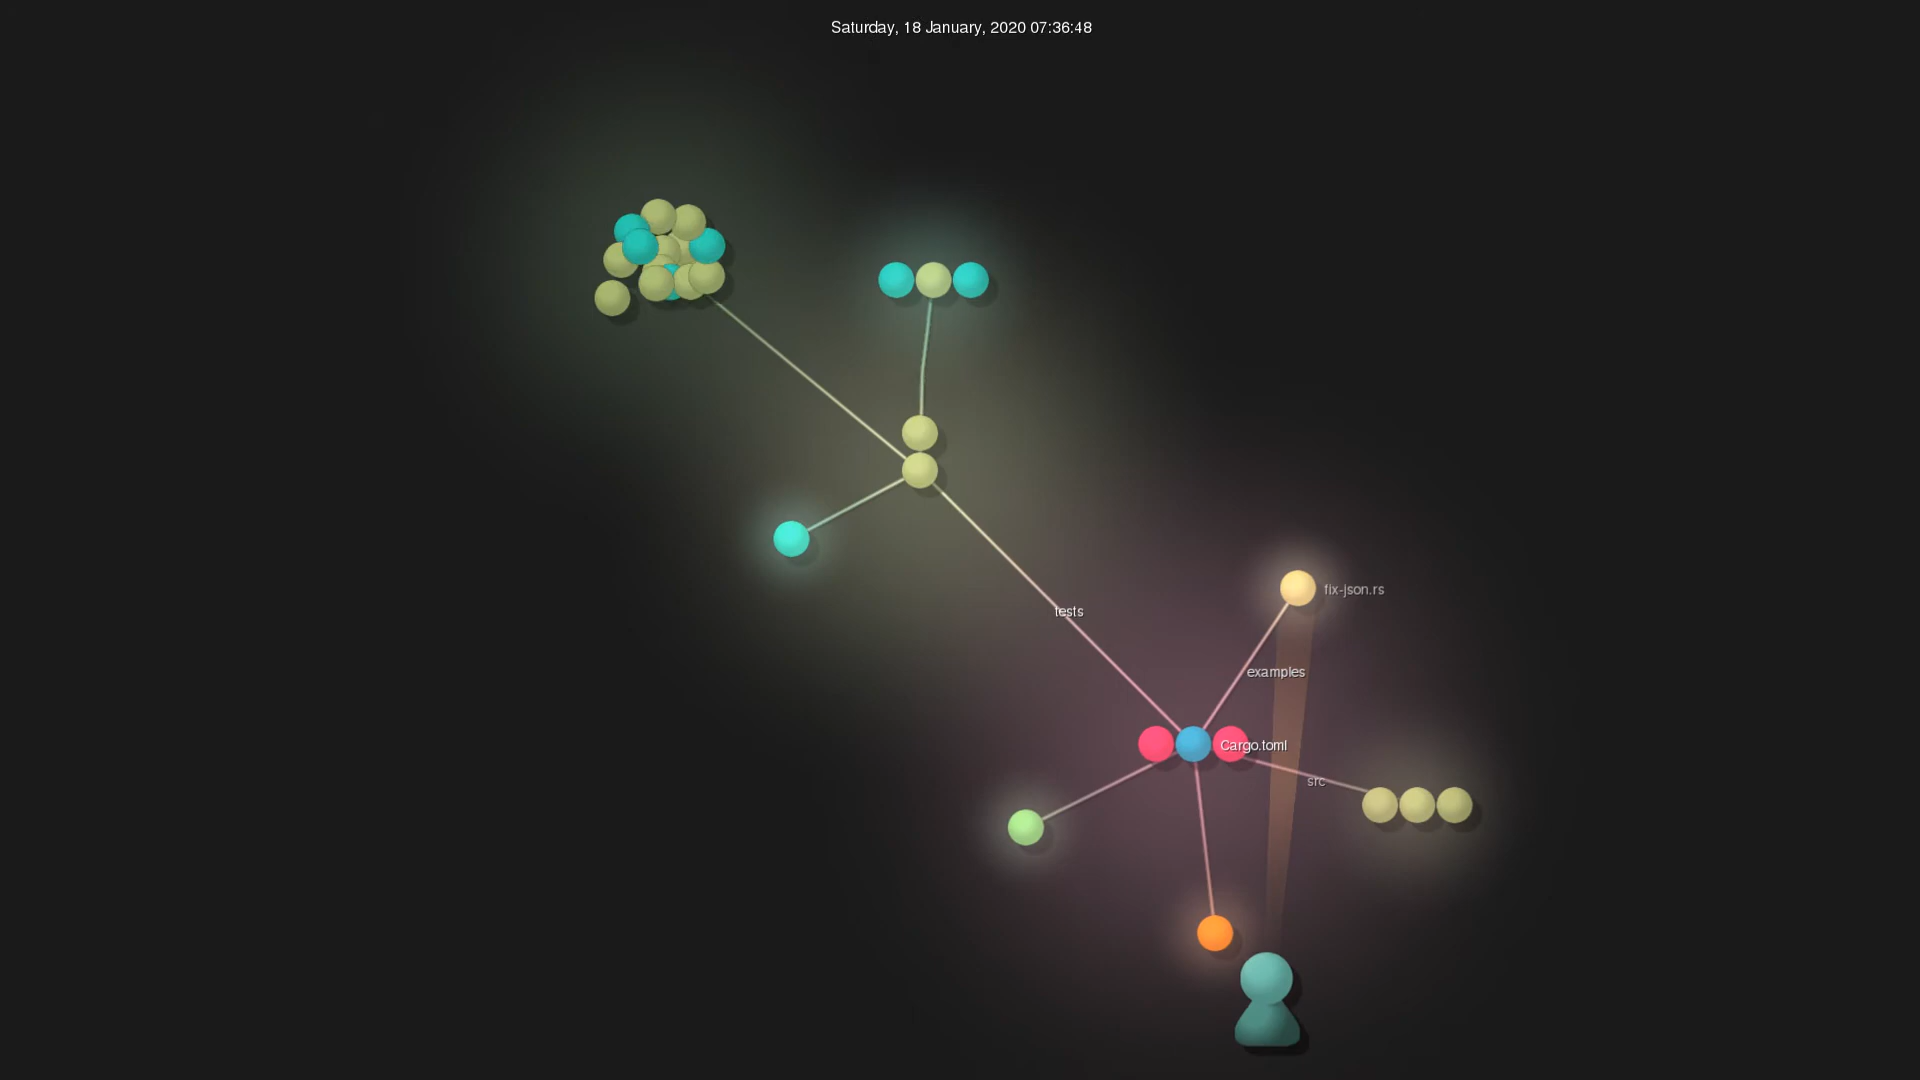 Saturday, 18 January, 2020 07:36:48
fix-json.rs
tests
examples
Cargo.toml
src